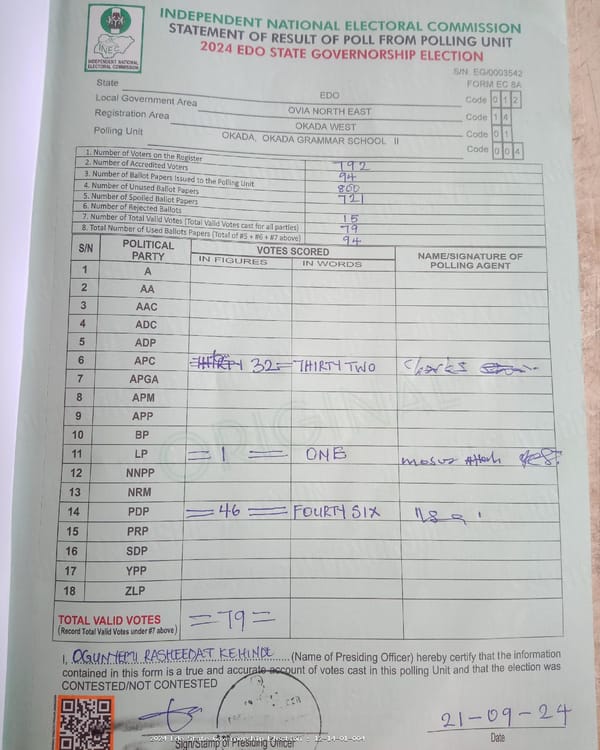 INDEPENDENT NATIONAL ELECTORAL COMMISSION
STATEMENT OF RESULT OF POLL FROM POLLING UNIT
2024 EDO STATE GOVERNORSHIP ELECTION
INEC
INDEPENDENT NATIONAL
ELECTORAL COMMISSION
S/N. EG/0003542
FORM EC 8A
State EDO
Local Government Area OVIA NORTH EAST Code 0 1 2
Registration Area OKADA WEST Code 1 4
Polling Unit OKADA, OKADA GRAMMAR SCHOOL II Code 0 1
Code 0 0 4
1. Number of Voters on the Register 792
2. Number of Accredited Voters 94
3. Number of Ballot Papers Issued to the Polling Unit 800
4. Number of Unused Ballot Papers 721
5. Number of Spoiled Ballot Papers
6. Number of Rejected Ballots 15
7. Number of Total Valid Votes (Total Valid Votes cast for all parties) 79
8. Total Number of Used Ballots Papers (Total of #5 + #6 + #7 above) 94
S/N POLITICAL PARTY VOTES SCORED NAME/SIGNATURE OF POLLING AGENT
IN FIGURES IN WORDS
1 A
2 AA
3 AAC
4 ADC
5 ADP
6 APC 32= THIRTY TWO
7 APGA
8 APM
9 APP
10 BP
11 LP =1= ONE
12 NNPP
13 NRM
14 PDP =46= FOURTY SIX
15 PRP
16 SDP
17 YPP
18 ZLP
ORIGINAL
TOTAL VALID VOTES =79=
(Record Total Valid Votes under #7 above)
I, RASHEEDAT KEHINDE (Name of Presiding Officer) hereby certify that the information
contained in this form is a true and accurate account of votes cast in this polling Unit and that the election was
CONTESTED/NOT CONTESTED
21-09-24
Sign/Stamp of Presiding Officer Date
2024 Edo State Governorship Election - 12-14-01-004